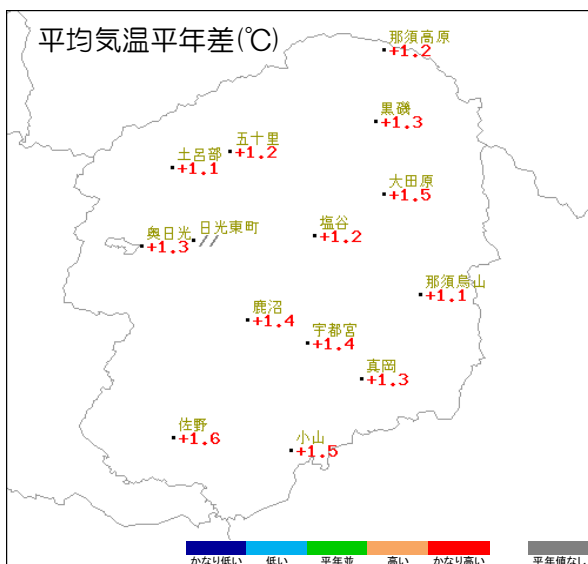 平均気温平年差(℃)
那須高原
+1.2
黒磯
+1.3
五十里
+1.2
土呂部
+1.1
大田原
+1.5
日光東町
//
奥日光
+1.3
塩谷
+1.2
那須烏山
+1.1
鹿沼
+1.4
宇都宮
+1.4
真岡
+1.3
佐野
+1.6
小山
+1.5
かなり低い 低い 平年並 高い かなり高い 平年値なし